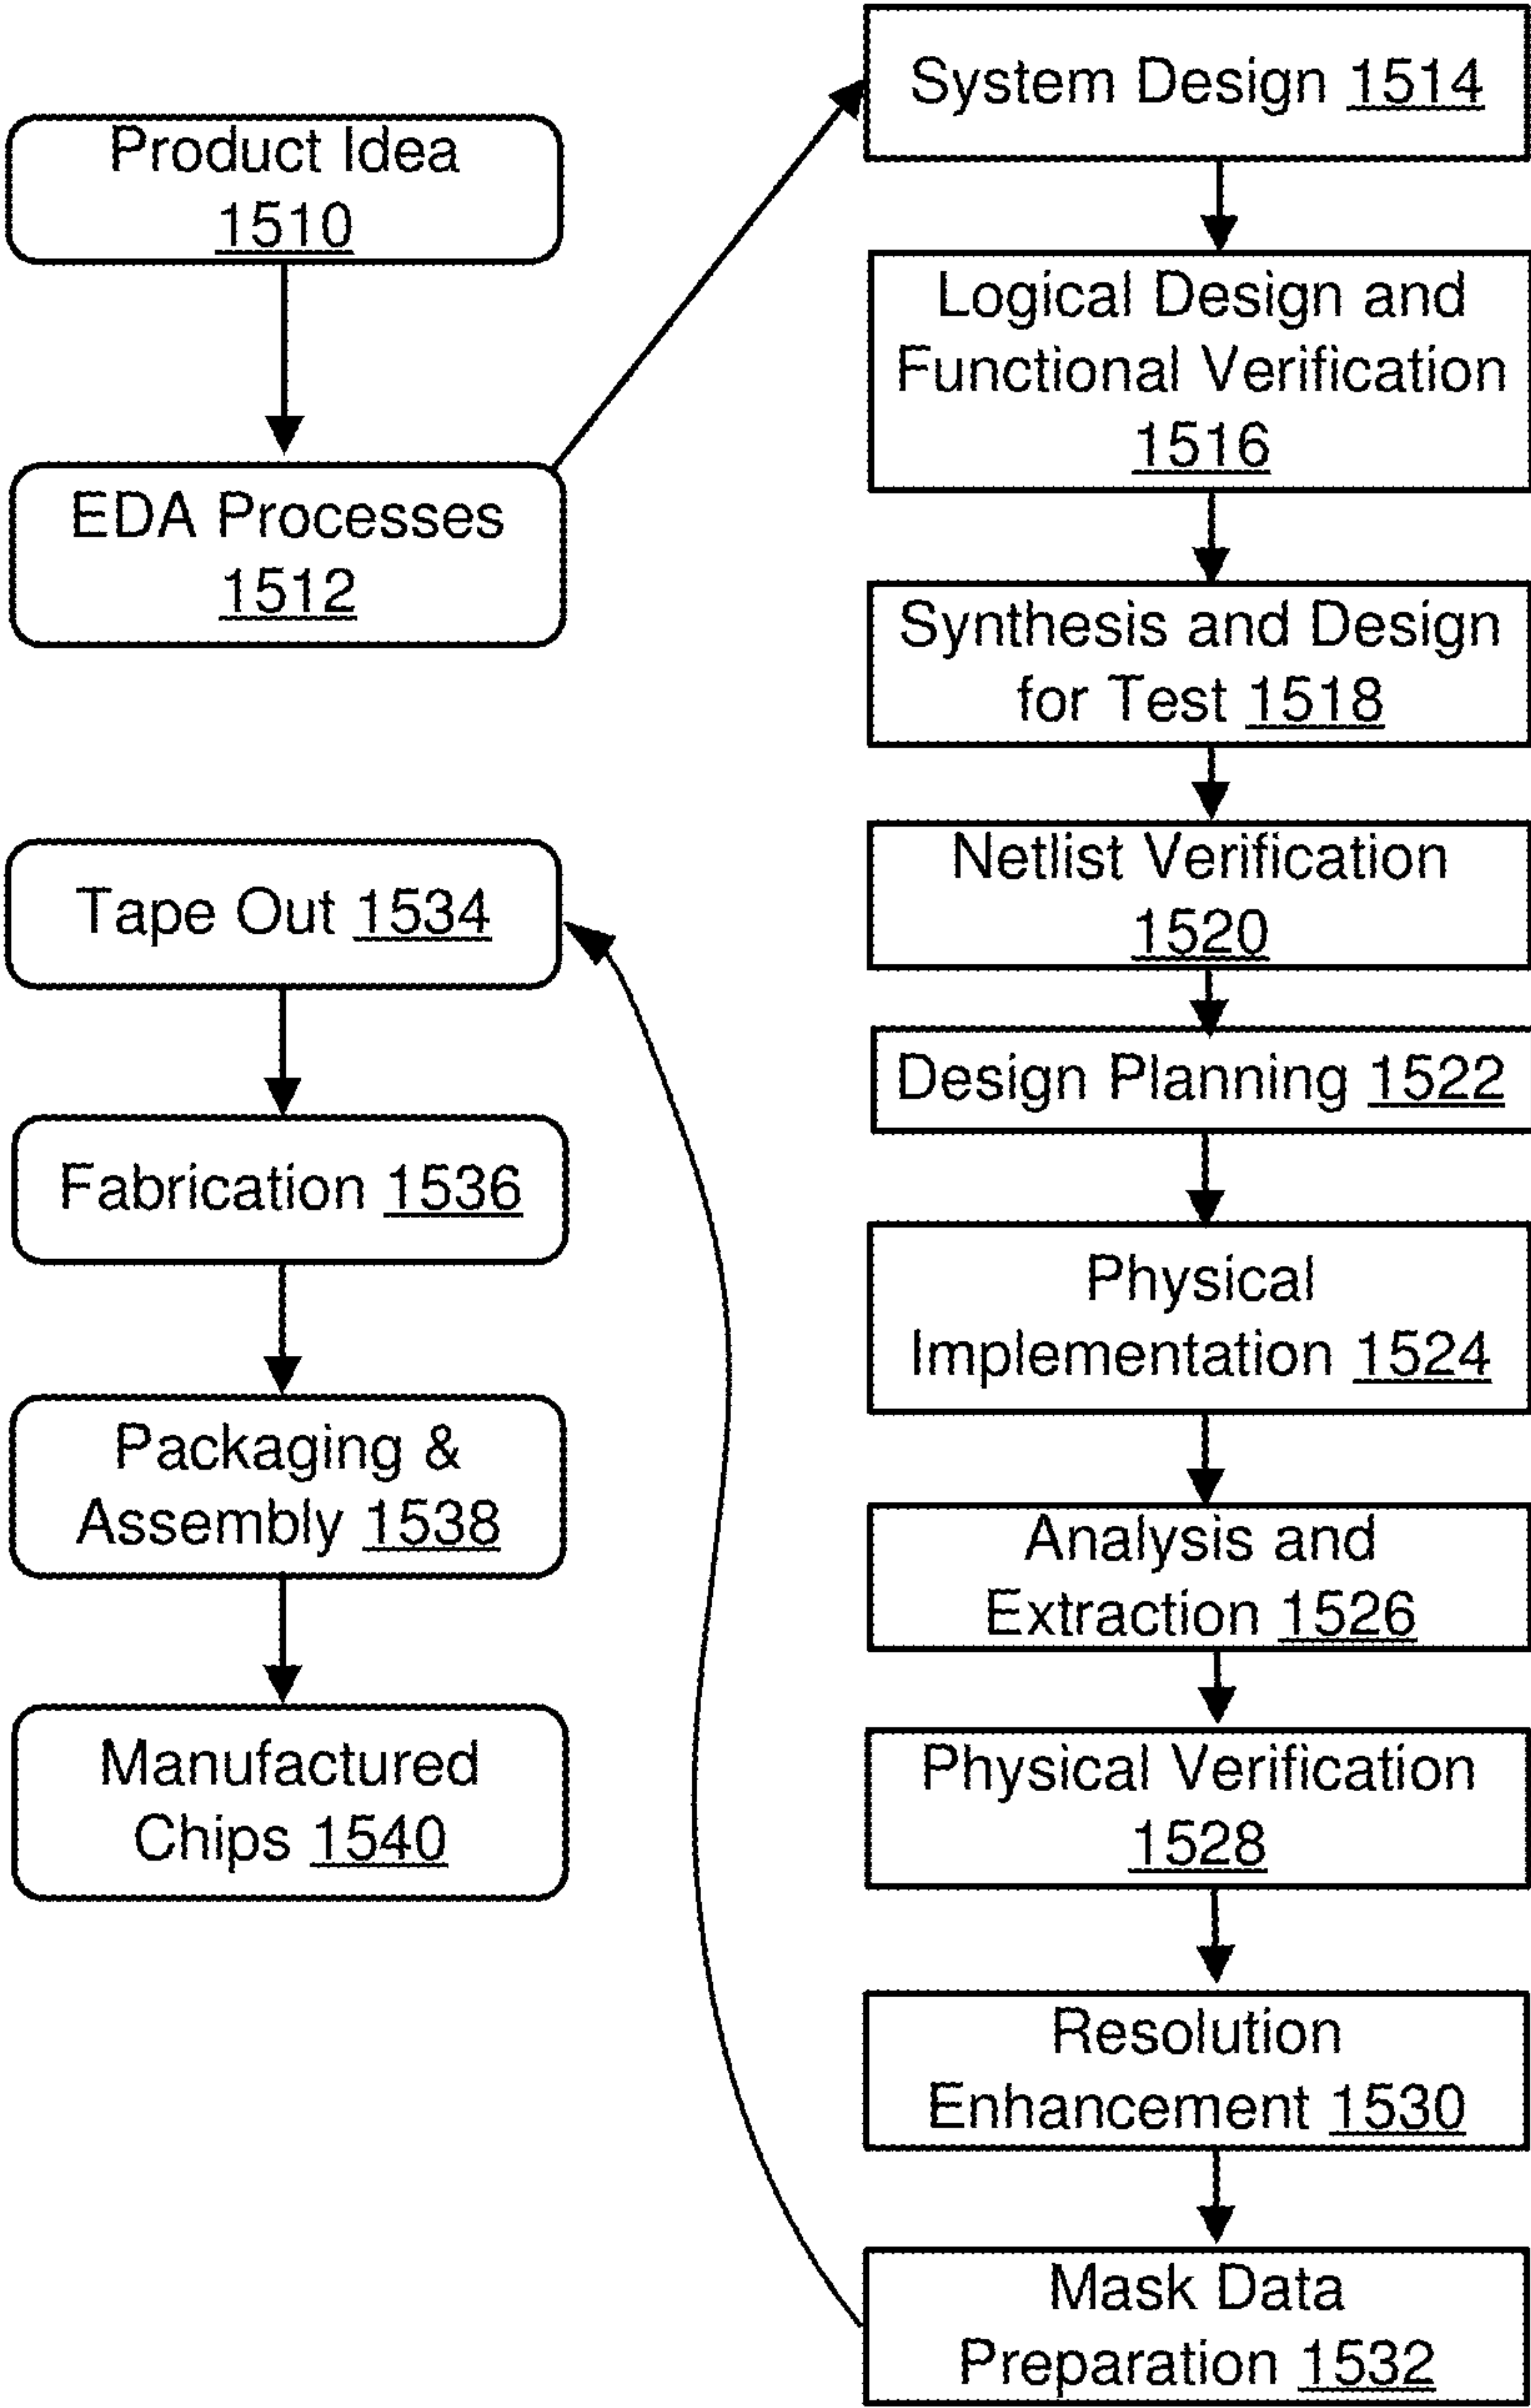 Product Idea
1510
EDA Processes
1512
System Design 1514
Logical Design and
Functional Verification
1516
Synthesis and Design
for Test 1518
Netlist Verification
1520
Design Planning 1522
Physical
Implementation 1524
Analysis and
Extraction 1526
Physical Verification
1528
Resolution
Enhancement 1530
Mask Data
Preparation 1532
Tape Out 1534
Fabrication 1536
Packaging &
Assembly 1538
Manufactured
Chips 1540